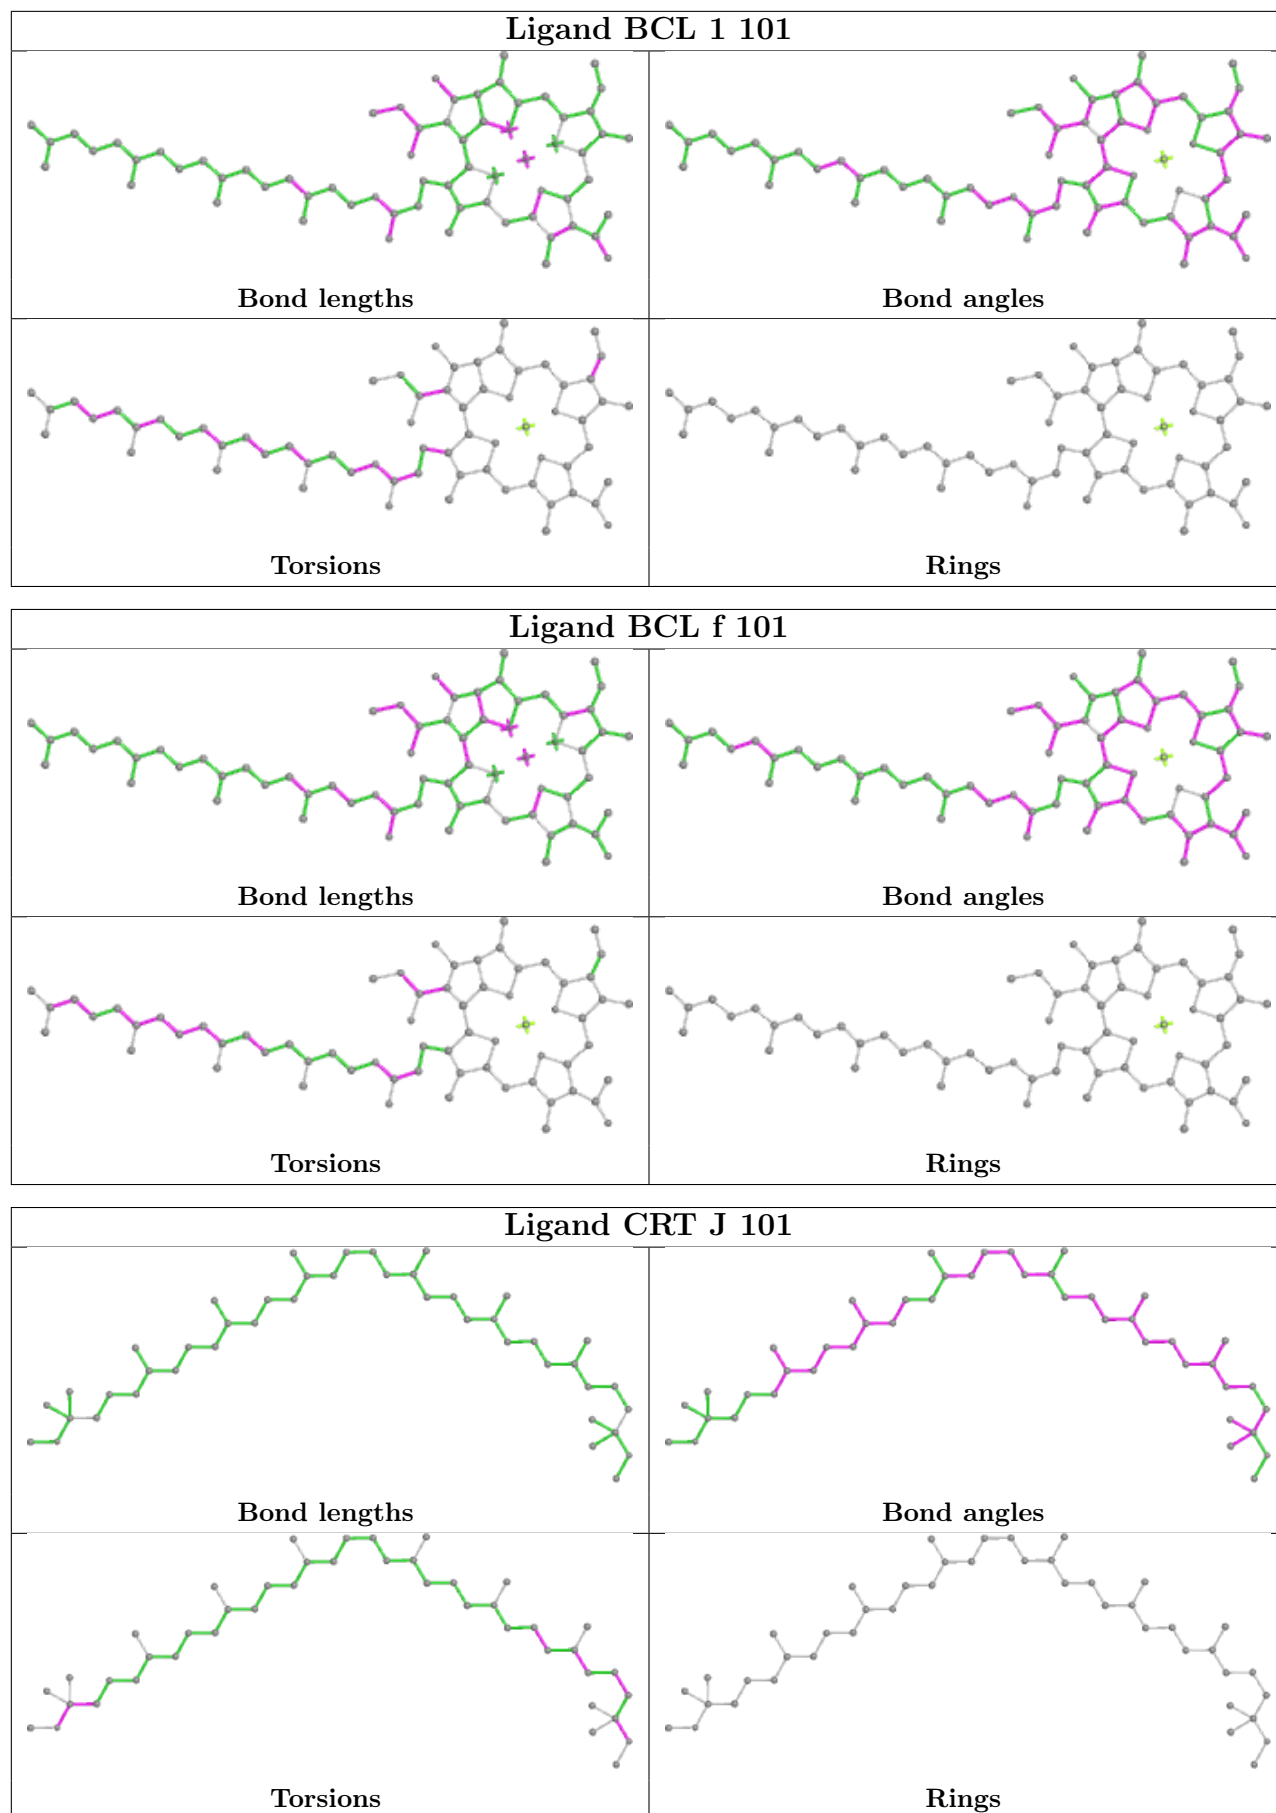 Ligand BCL 1 101
Bond lengths
Bond angles
Torsions
Rings
Ligand BCL f 101
Bond lengths
Bond angles
Torsions
Rings
Ligand CRT J 101
Bond lengths
Bond angles
Torsions
Rings